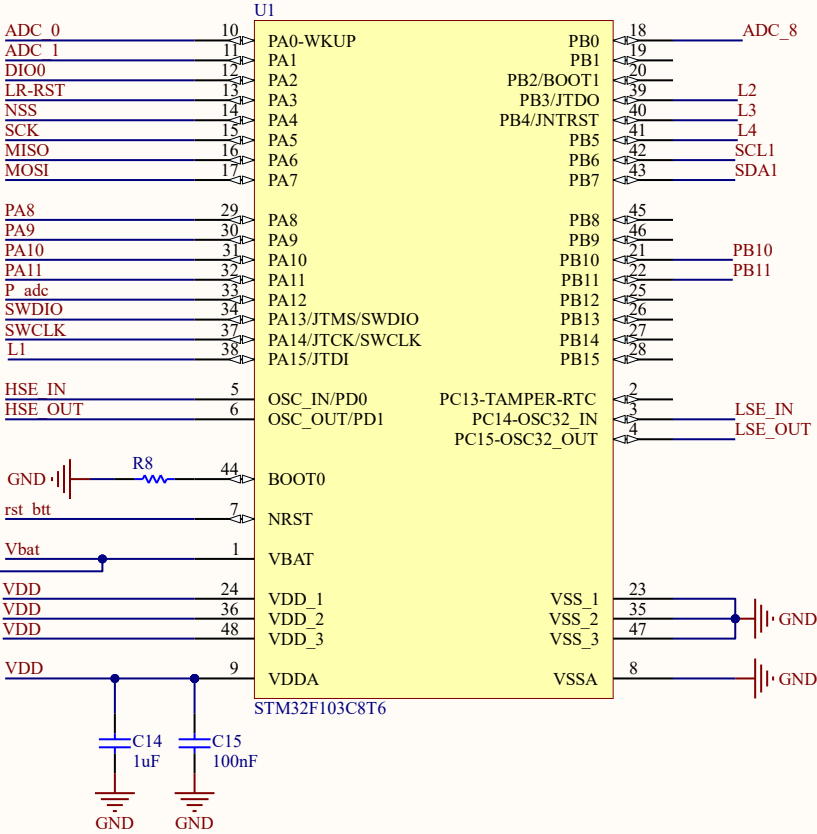 U1
ADC_0 10 PA0-WKUP PB0 18 ADC_8
ADC_1 11 PA1 PB1 19
DIO0 12 PA2 PB2/BOOT1 20
LR-RST 13 PA3 PB3/JTDO 39 L2
NSS 14 PA4 PB4/JNTRST 40 L3
SCK 15 PA5 PB5 41 L4
MISO 16 PA6 PB6 42 SCL1
MOSI 17 PA7 PB7 43 SDA1
PA8 29 PA8 PB8 45
PA9 30 PA9 PB9 46
PA10 31 PA10 PB10 21 PB10
PA11 32 PA11 PB11 22 PB11
P_adc 33 PA12 PB12 25
SWDIO 34 PA13/JTMS/SWDIO PB13 26
SWCLK 37 PA14/JTCK/SWCLK PB14 27
L1 38 PA15/JTDI PB15 28
HSE_IN 5 OSC_IN/PD0 PC13-TAMPER-RTC 2
HSE_OUT 6 OSC_OUT/PD1 PC14-OSC32_IN 3 LSE_IN
PC15-OSC32_OUT 4 LSE_OUT
GND R8 44 BOOT0
rst_btt 7 NRST
Vbat 1 VBAT
VDD 24 VDD_1 VSS_1 23
VDD 36 VDD_2 VSS_2 35 GND
VDD 48 VDD_3 VSS_3 47
VDD 9 VDDA VSSA 8 GND
STM32F103C8T6
C14 C15
1uF 100nF
GND GND